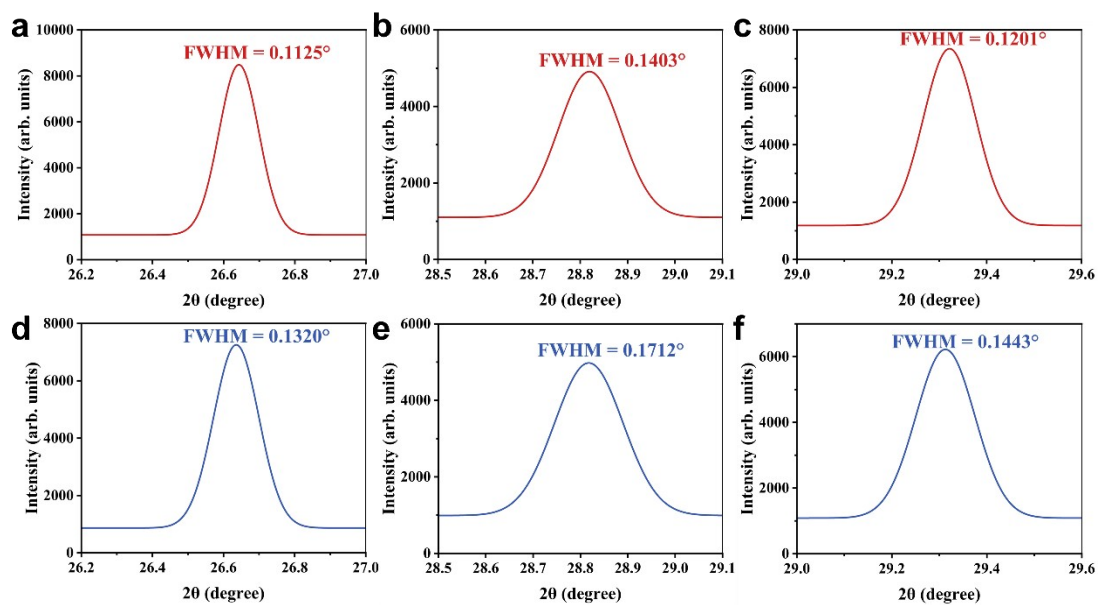 a
FWHM = 0.1125°
Intensity (arb. units)
10000
8000
6000
4000
2000
0
26.2 26.4 26.6 26.8 27.0
2θ (degree)
b
FWHM = 0.1403°
Intensity (arb. units)
6000
4000
2000
0
28.5 28.6 28.7 28.8 28.9 29.0 29.1
2θ (degree)
c
FWHM = 0.1201°
Intensity (arb. units)
8000
6000
4000
2000
0
29.0 29.2 29.4 29.6
2θ (degree)
d
FWHM = 0.1320°
Intensity (arb. units)
8000
6000
4000
2000
0
26.2 26.4 26.6 26.8 27.0
2θ (degree)
e
FWHM = 0.1712°
Intensity (arb. units)
6000
4000
2000
0
28.5 28.6 28.7 28.8 28.9 29.0 29.1
2θ (degree)
f
FWHM = 0.1443°
Intensity (arb. units)
6000
4000
2000
0
29.0 29.2 29.4 29.6
2θ (degree)